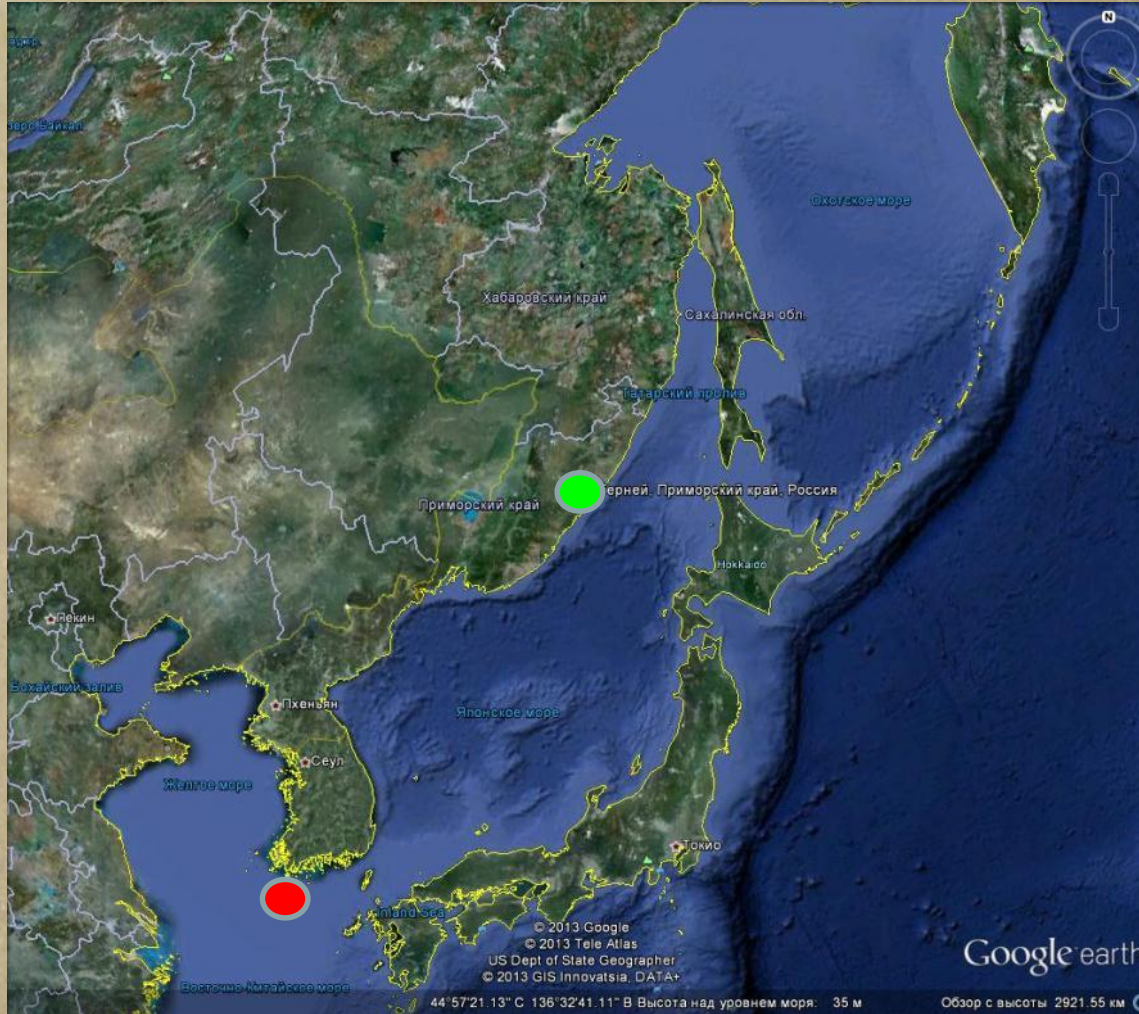 N
Озеро Байкал
Охотское море
Хабаровский край
Сахалинская обл.
Татарский пролив
Терней, Приморский край, Россия
Приморский край
Hokkaido
Пекин
Бохайский залив
Пхеньян
Японское море
Сеул
Желтое море
Токио
Inland Sea
© 2013 Google
© 2013 Tele Atlas
US Dept of State Geographer
© 2013 GIS Innovatsia, DATA+
Google earth
Восточно-Китайское море
44°57'21.13" С 136°32'41.11" В Высота над уровнем моря: 35 м Обзор с высоты 2921.55 км